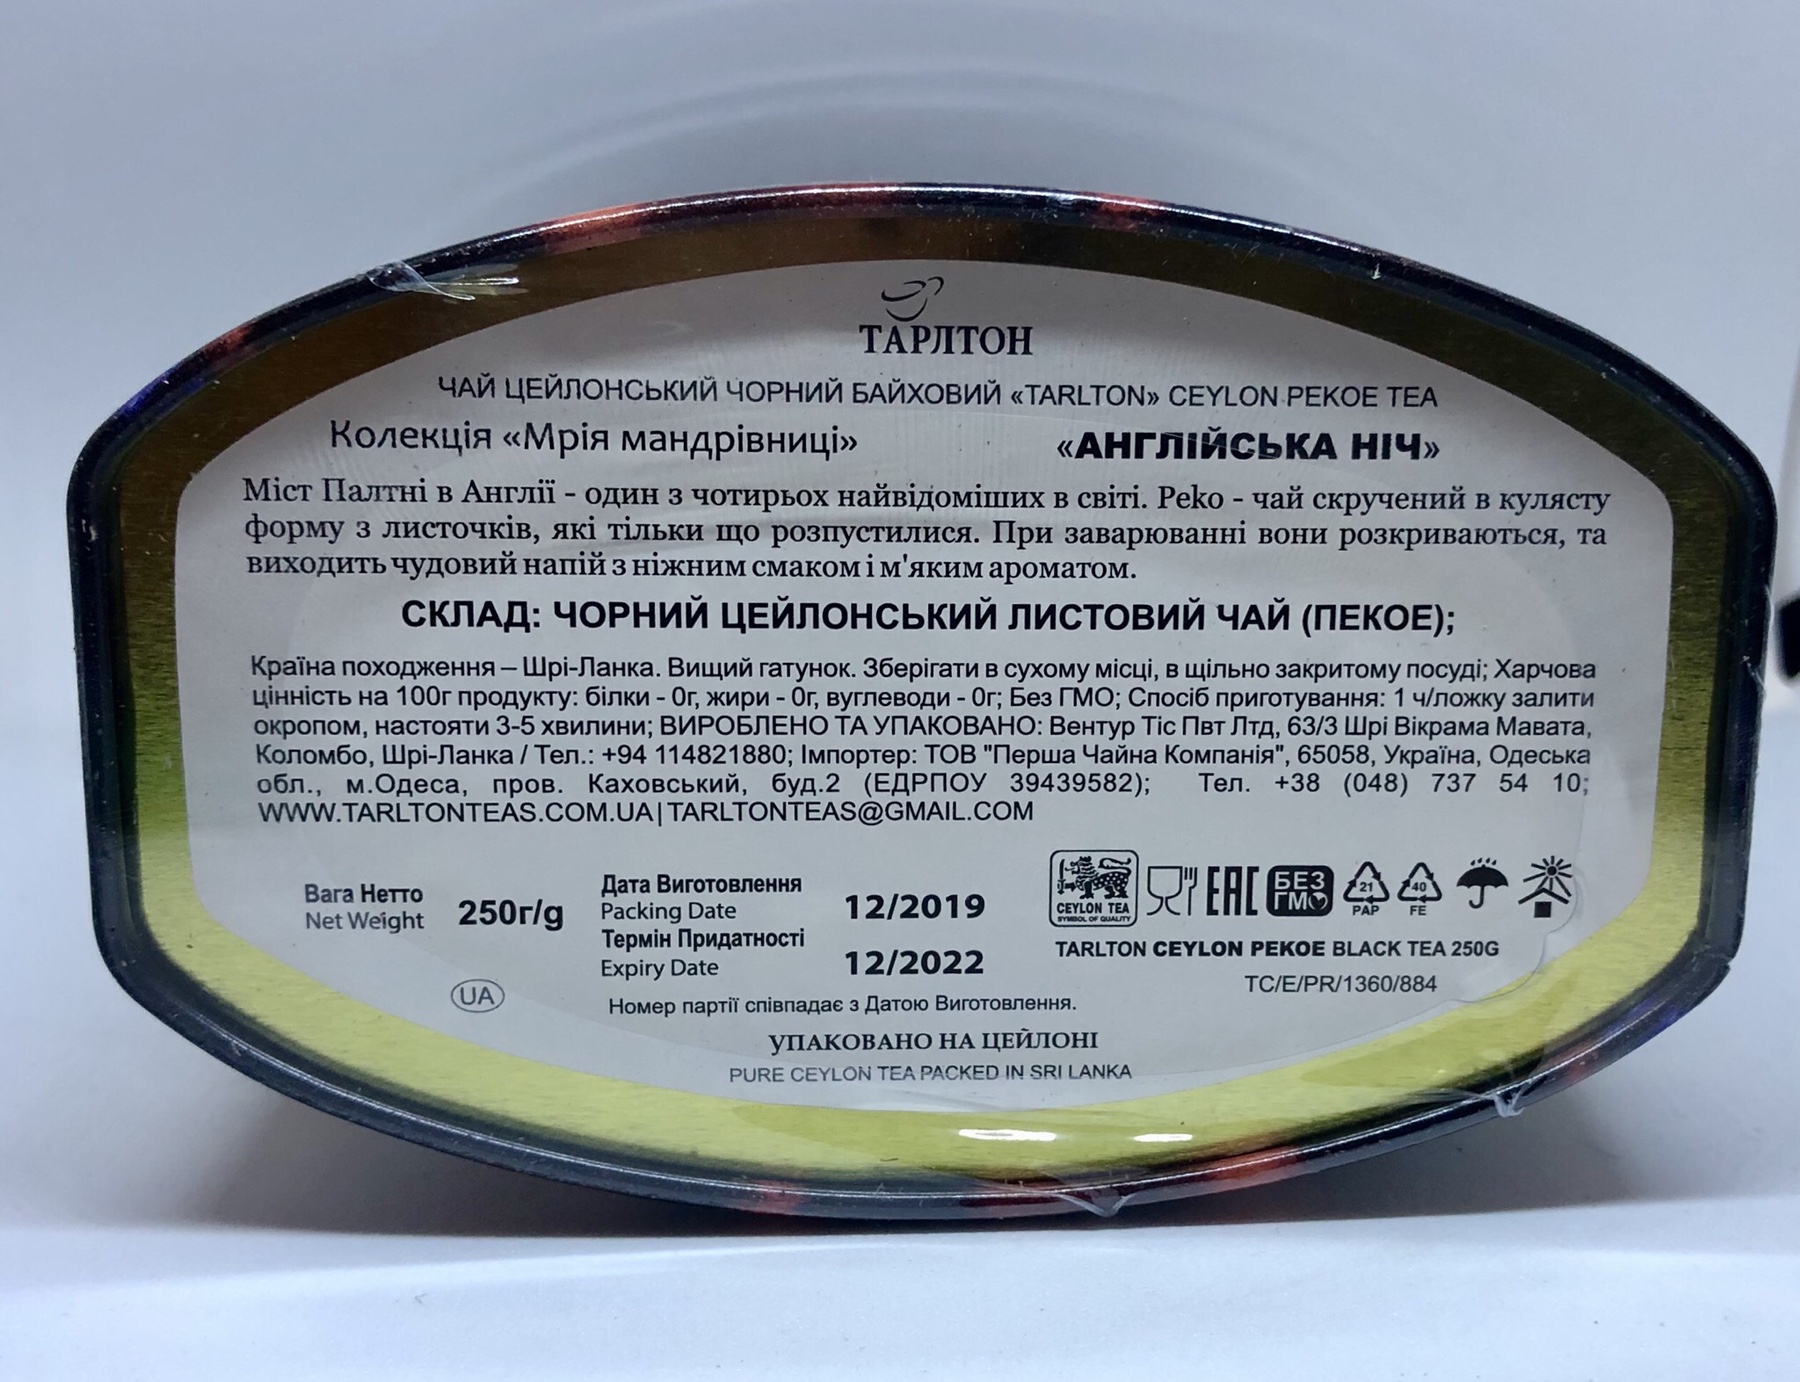 ТАРЛТОН
ЧАЙ ЦЕЙЛОНСЬКИЙ ЧОРНИЙ БАЙХОВИЙ «TARLTON» CEYLON PEKOE TEA
Колекція «Мрія мандрівниці» «АНГЛІЙСЬКА НІЧ»
Міст Палтні в Англії - один з чотирьох найвідоміших в світі. Peko - чай скручений в кулясту
форму з листочків, які тільки що розпустилися. При заварюванні вони розкриваються, та
виходить чудовий напій з ніжним смаком і м'яким ароматом.
СКЛАД: ЧОРНИЙ ЦЕЙЛОНСЬКИЙ ЛИСТОВИЙ ЧАЙ (ПЕКОЕ);
Країна походження – Шрі-Ланка. Вищий гатунок. Зберігати в сухому місці, в щільно закритому посуді; Харчова
цінність на 100г продукту: білки - 0г, жири - 0г, вуглеводи - 0г; Без ГМО; Спосіб приготування: 1 ч/ложку залити
окропом, настояти 3-5 хвилини; ВИРОБЛЕНО ТА УПАКОВАНО: Вентур Тіс Пвт Лтд, 63/3 Шрі Вікрама Мавата,
Коломбо, Шрі-Ланка / Тел.: +94 114821880; Імпортер: ТОВ "Перша Чайна Компанія", 65058, Україна, Одеська
обл., м.Одеса, пров. Каховський, буд.2 (ЕДРПОУ 39439582); Тел. +38 (048) 737 54 10;
WWW.TARLTONTEAS.COM.UA|TARLTONTEAS@GMAIL.COM
Вага Нетто
Net Weight
250г/g
Дата Виготовлення
Packing Date
12/2019
Термін Придатності
Expiry Date
12/2022
Номер партії співпадає з Датою Виготовлення.
UA
CEYLON TEA
SYMBOL OF QUALITY
EAC
БЕЗ
ГМО
21
PAP
40
FE
TARLTON CEYLON PEKOE BLACK TEA 250G
TC/E/PR/1360/884
УПАКОВАНО НА ЦЕЙЛОНІ
PURE CEYLON TEA PACKED IN SRI LANKA